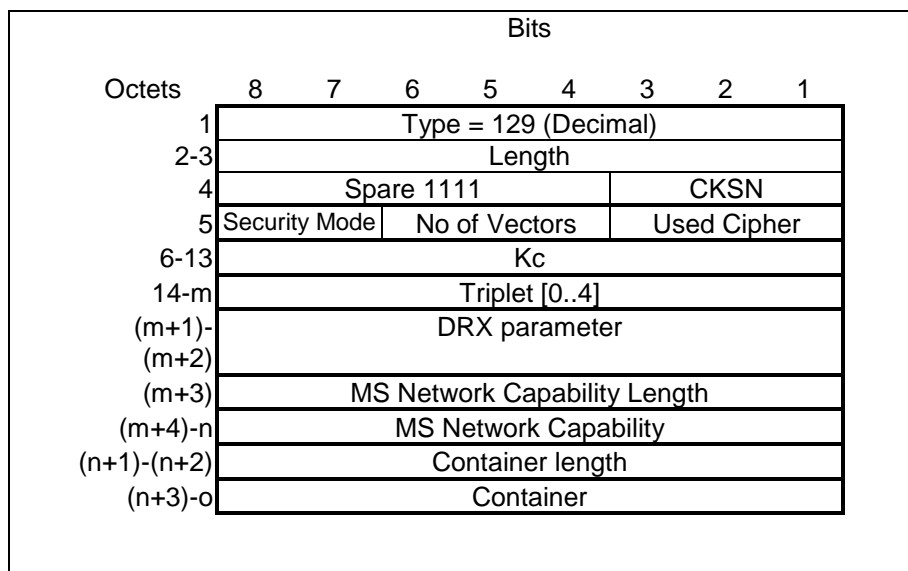 Bits
Octets 8 7 6 5 4 3 2 1
1 Type = 129 (Decimal)
2-3 Length
4 Spare 1111 CKSN
5 Security Mode No of Vectors Used Cipher
6-13 Kc
14-m Triplet [0..4]
(m+1)- DRX parameter
(m+2)
(m+3) MS Network Capability Length
(m+4)-n MS Network Capability
(n+1)-(n+2) Container length
(n+3)-o Container